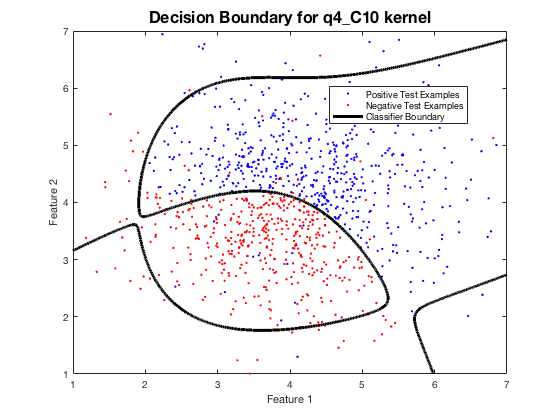 Decision Boundary for q4_C10 kernel
7
6
5
4
3
2
1
Feature 2
Positive Test Examples
Negative Test Examples
Classifier Boundary
1 2 3 4 5 6 7
Feature 1